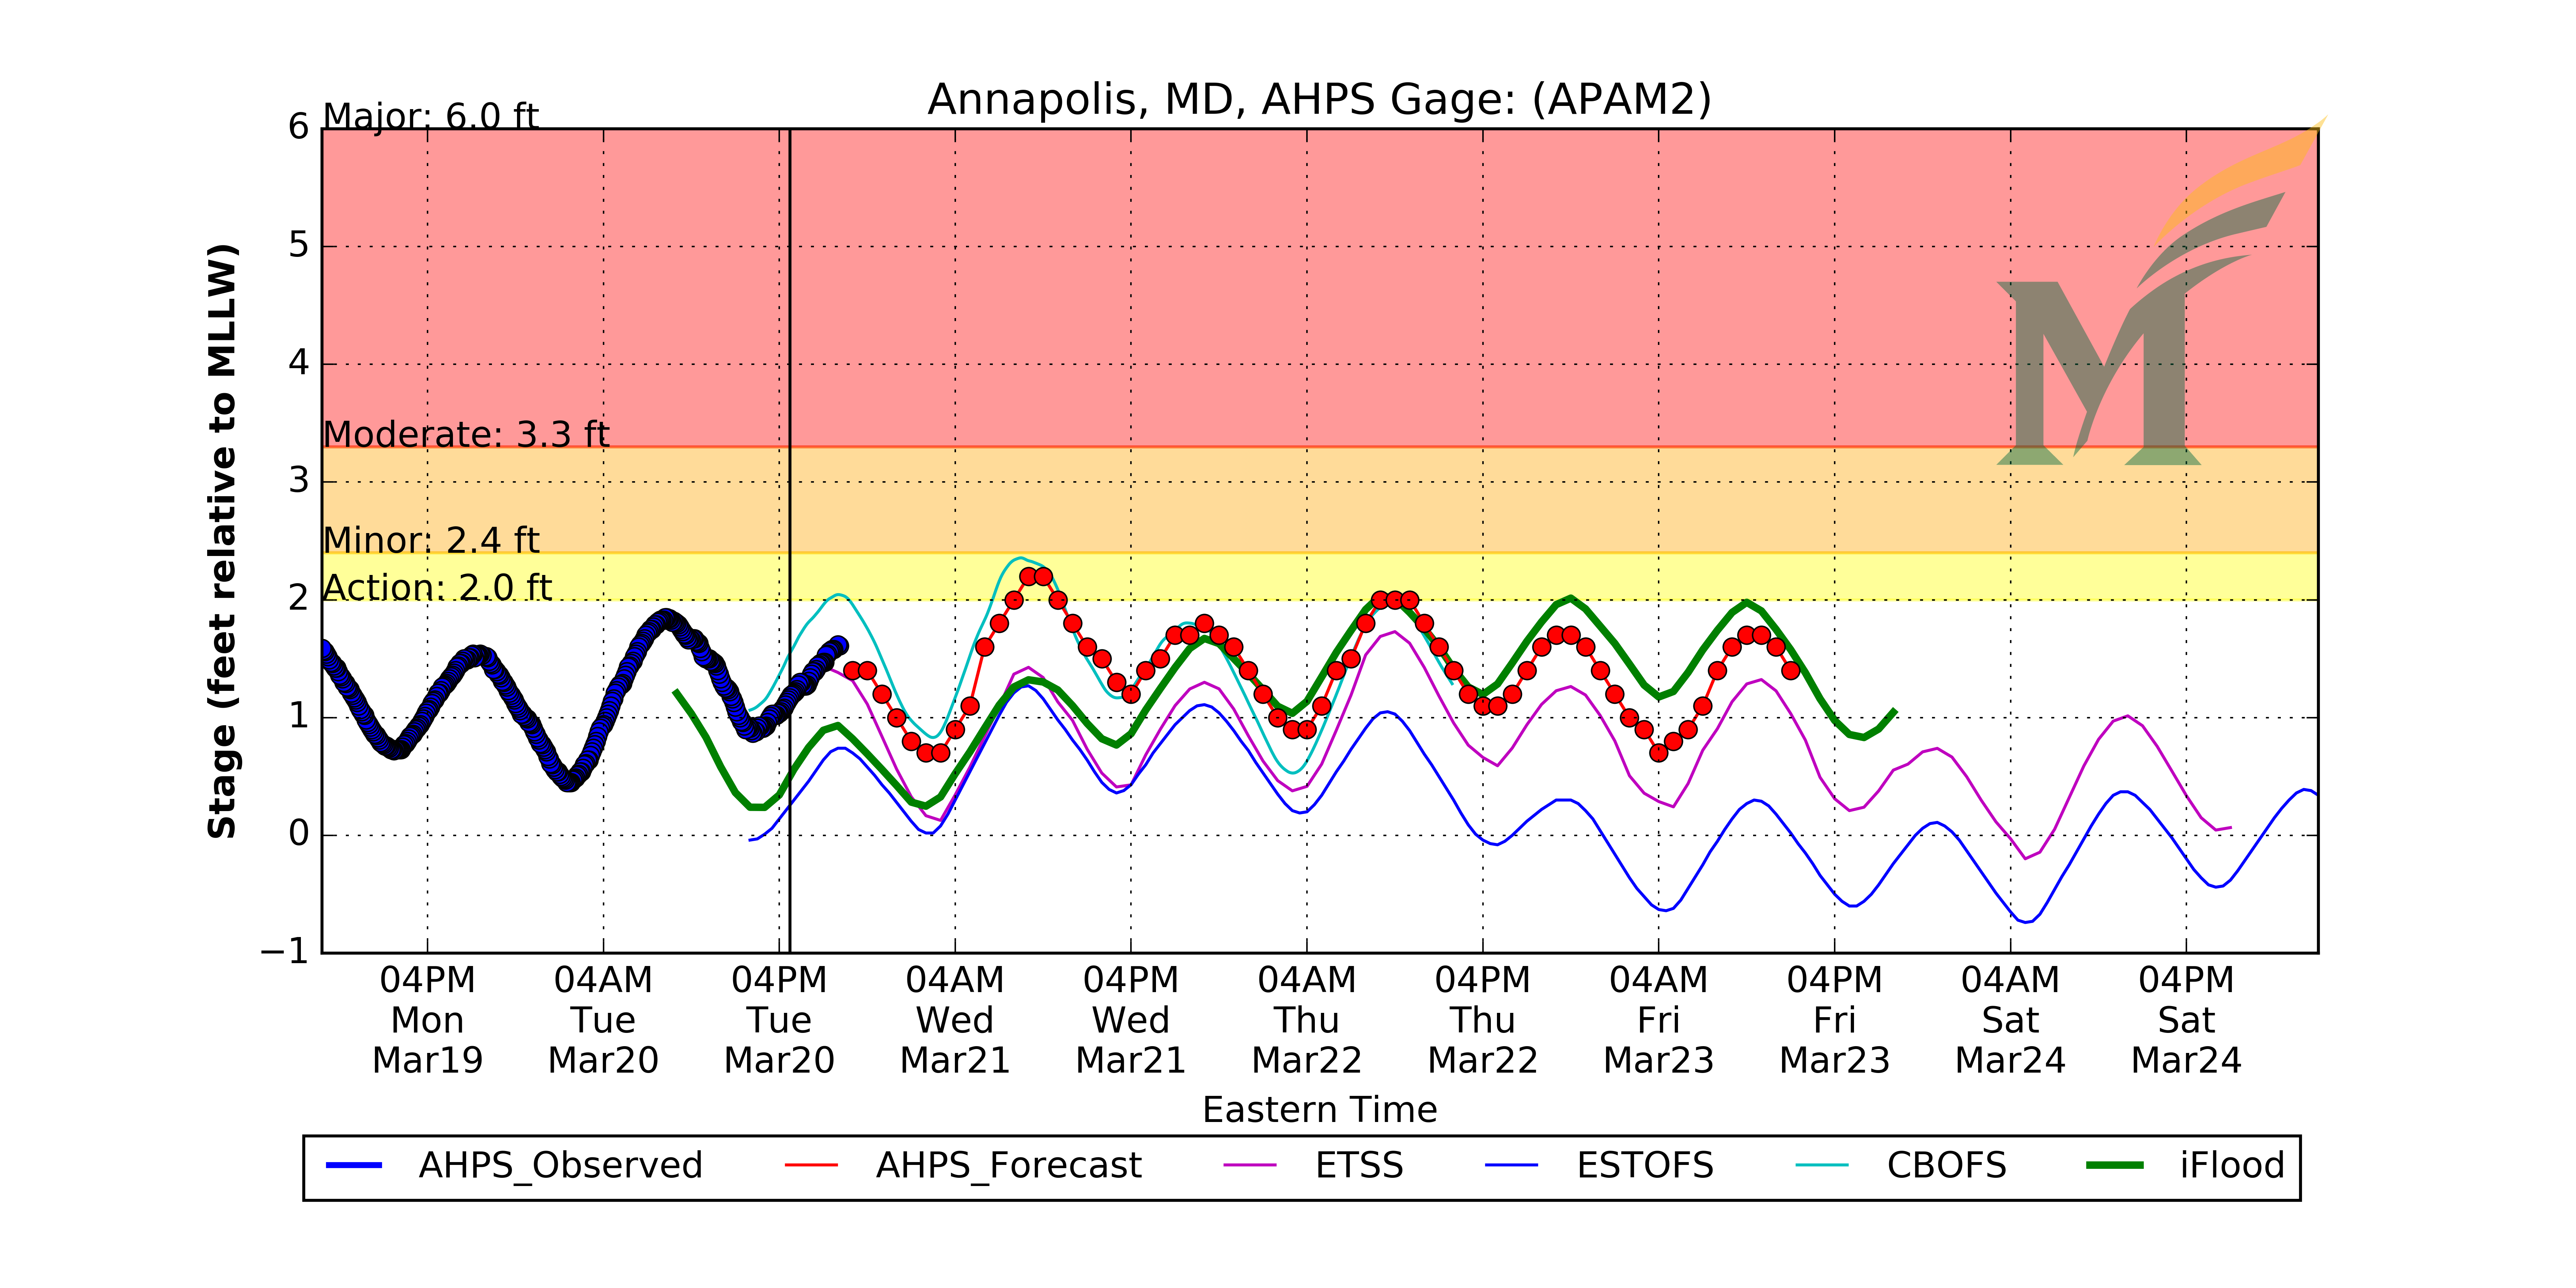 Annapolis, MD, AHPS Gage: (APAM2)
Major: 6.0 ft
Moderate: 3.3 ft
Minor: 2.4 ft
Action: 2.0 ft
Stage (feet relative to MLLW)
6
5
4
3
2
1
0
−1
04PM 04AM 04PM 04AM 04PM 04AM 04PM 04AM 04PM 04AM 04PM
Mon Tue Tue Wed Wed Thu Thu Fri Fri Sat Sat
Mar19 Mar20 Mar20 Mar21 Mar21 Mar22 Mar22 Mar23 Mar23 Mar24 Mar24
Eastern Time
AHPS_Observed AHPS_Forecast ETSS ESTOFS CBOFS iFlood
M